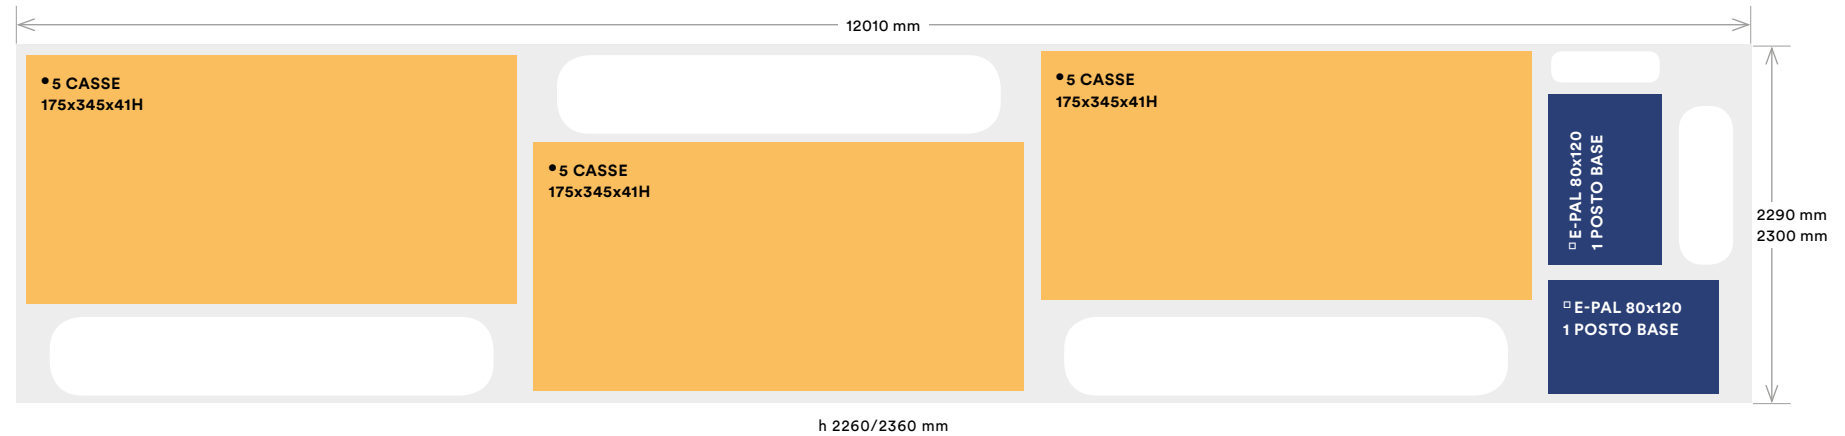 12010 mm
•5 CASSE
175x345x41H
•5 CASSE
175x345x41H
•5 CASSE
175x345x41H
□ E-PAL 80x120
1 POSTO BASE
□ E-PAL 80x120
1 POSTO BASE
2290 mm
2300 mm
h 2260/2360 mm